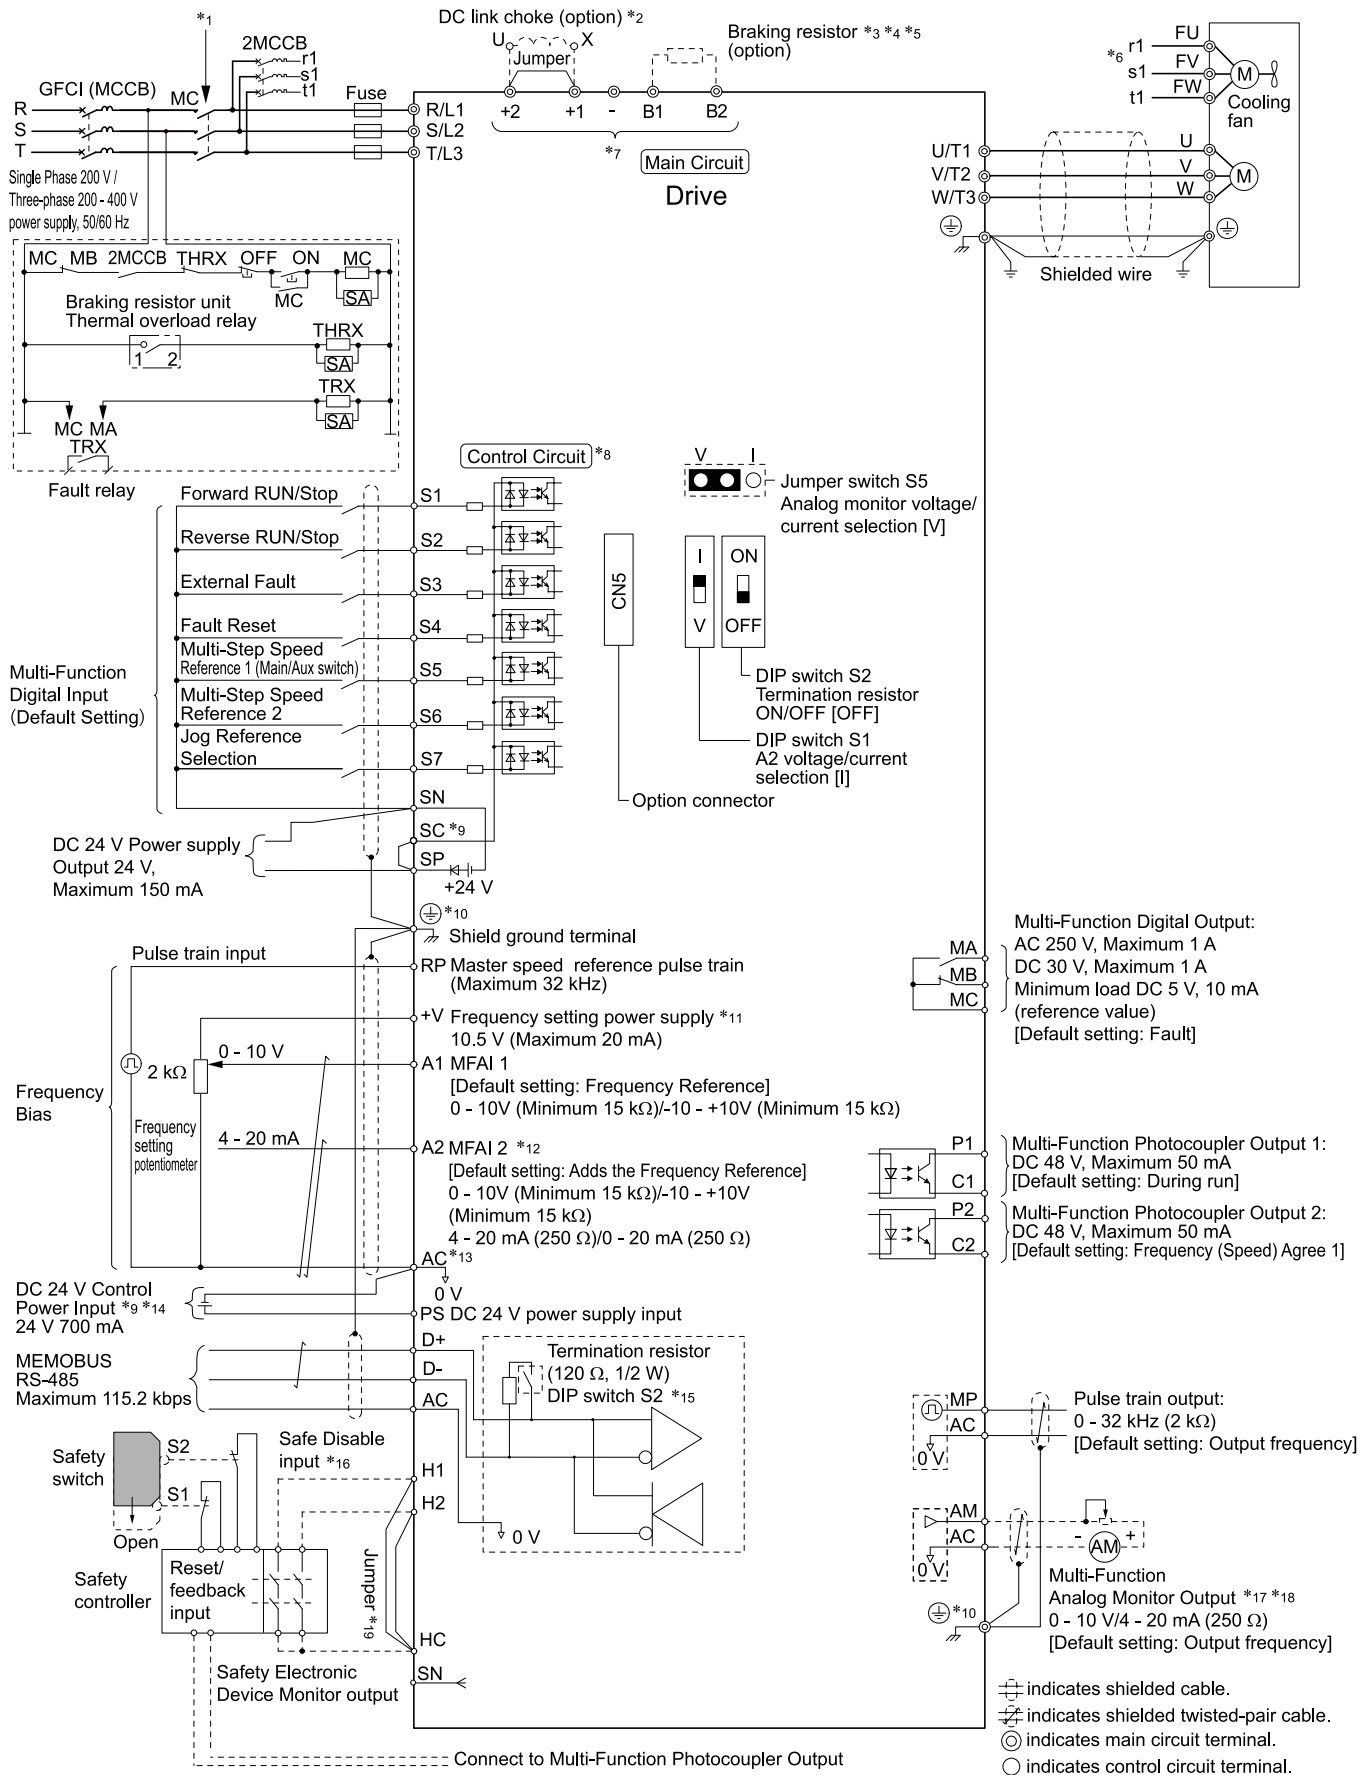 *1
DC link choke (option) *2
U X
Jumper
Braking resistor *3 *4 *5
(option)
2MCCB
r1
s1
t1
GFCI (MCCB)
MC
Fuse
R
S
T
R/L1
S/L2
T/L3
+2 +1 - B1 B2
*7
Main Circuit
Drive
*6
r1
s1
t1
FU
FV
FW
M
Cooling
fan
U/T1
V/T2
W/T3
U
V
W
M
Shielded wire
Single Phase 200 V /
Three-phase 200 - 400 V
power supply, 50/60 Hz
MC MB 2MCCB THRX OFF ON MC
MC
SA
Braking resistor unit
Thermal overload relay
1 2
THRX
SA
TRX
SA
MC MA
TRX
Fault relay
Control Circuit *8
V I
Jumper switch S5
Analog monitor voltage/
current selection [V]
I
V
ON
OFF
CN5
DIP switch S2
Termination resistor
ON/OFF [OFF]
DIP switch S1
A2 voltage/current
selection [I]
Option connector
Multi-Function
Digital Input
(Default Setting)
Forward RUN/Stop
S1
Reverse RUN/Stop
S2
External Fault
S3
Fault Reset
S4
Multi-Step Speed
Reference 1 (Main/Aux switch)
S5
Multi-Step Speed
Reference 2
S6
Jog Reference
Selection
S7
SN
SC *9
SP
+24 V
DC 24 V Power supply
Output 24 V,
Maximum 150 mA
*10
Shield ground terminal
Pulse train input
RP Master speed reference pulse train
(Maximum 32 kHz)
+V Frequency setting power supply *11
10.5 V (Maximum 20 mA)
0 - 10 V
2 kΩ
A1 MFAI 1
[Default setting: Frequency Reference]
0 - 10V (Minimum 15 kΩ)/-10 - +10V (Minimum 15 kΩ)
Frequency
Bias
Frequency
setting
potentiometer
4 - 20 mA
A2 MFAI 2 *12
[Default setting: Adds the Frequency Reference]
0 - 10V (Minimum 15 kΩ)/-10 - +10V
(Minimum 15 kΩ)
4 - 20 mA (250 Ω)/0 - 20 mA (250 Ω)
AC *13
0 V
DC 24 V Control
Power Input *9 *14
24 V 700 mA
PS DC 24 V power supply input
MEMOBUS
RS-485
Maximum 115.2 kbps
D+
D-
AC
Termination resistor
(120 Ω, 1/2 W)
DIP switch S2 *15
0 V
MA
MB
MC
Multi-Function Digital Output:
AC 250 V, Maximum 1 A
DC 30 V, Maximum 1 A
Minimum load DC 5 V, 10 mA
(reference value)
[Default setting: Fault]
P1
C1
Multi-Function Photocoupler Output 1:
DC 48 V, Maximum 50 mA
[Default setting: During run]
P2
C2
Multi-Function Photocoupler Output 2:
DC 48 V, Maximum 50 mA
[Default setting: Frequency (Speed) Agree 1]
MP
AC
0 V
Pulse train output:
0 - 32 kHz (2 kΩ)
[Default setting: Output frequency]
AM
AC
0 V
- +
AM
Multi-Function
Analog Monitor Output *17 *18
0 - 10 V/4 - 20 mA (250 Ω)
[Default setting: Output frequency]
*10
Safety
switch
S2
S1
Open
Safe Disable
input *16
H1
H2
Jumper *19
HC
SN
Safety
controller
Reset/
feedback
input
Safety Electronic
Device Monitor output
Connect to Multi-Function Photocoupler Output
indicates shielded cable.
indicates shielded twisted-pair cable.
indicates main circuit terminal.
indicates control circuit terminal.